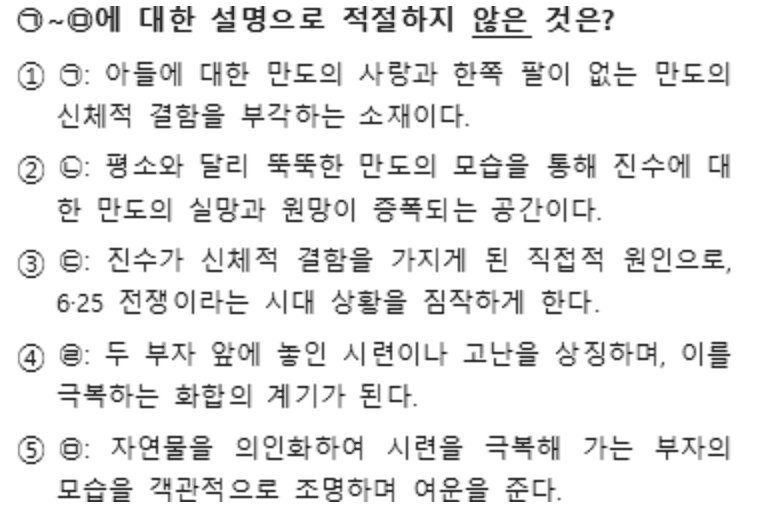 ㉠~㉤에 대한 설명으로 적절하지 않은 것은?
① ㉠: 아들에 대한 만도의 사랑과 한쪽 팔이 없는 만도의
신체적 결함을 부각하는 소재이다.
② ㉡: 평소와 달리 뚝뚝한 만도의 모습을 통해 진수에 대
한 만도의 실망과 원망이 증폭되는 공간이다.
③ ㉢: 진수가 신체적 결함을 가지게 된 직접적 원인으로,
6·25 전쟁이라는 시대 상황을 짐작하게 한다.
④ ㉣: 두 부자 앞에 놓인 시련이나 고난을 상징하며, 이를
극복하는 화합의 계기가 된다.
⑤ ㉤: 자연물을 의인화하여 시련을 극복해 가는 부자의
모습을 객관적으로 조명하며 여운을 준다.